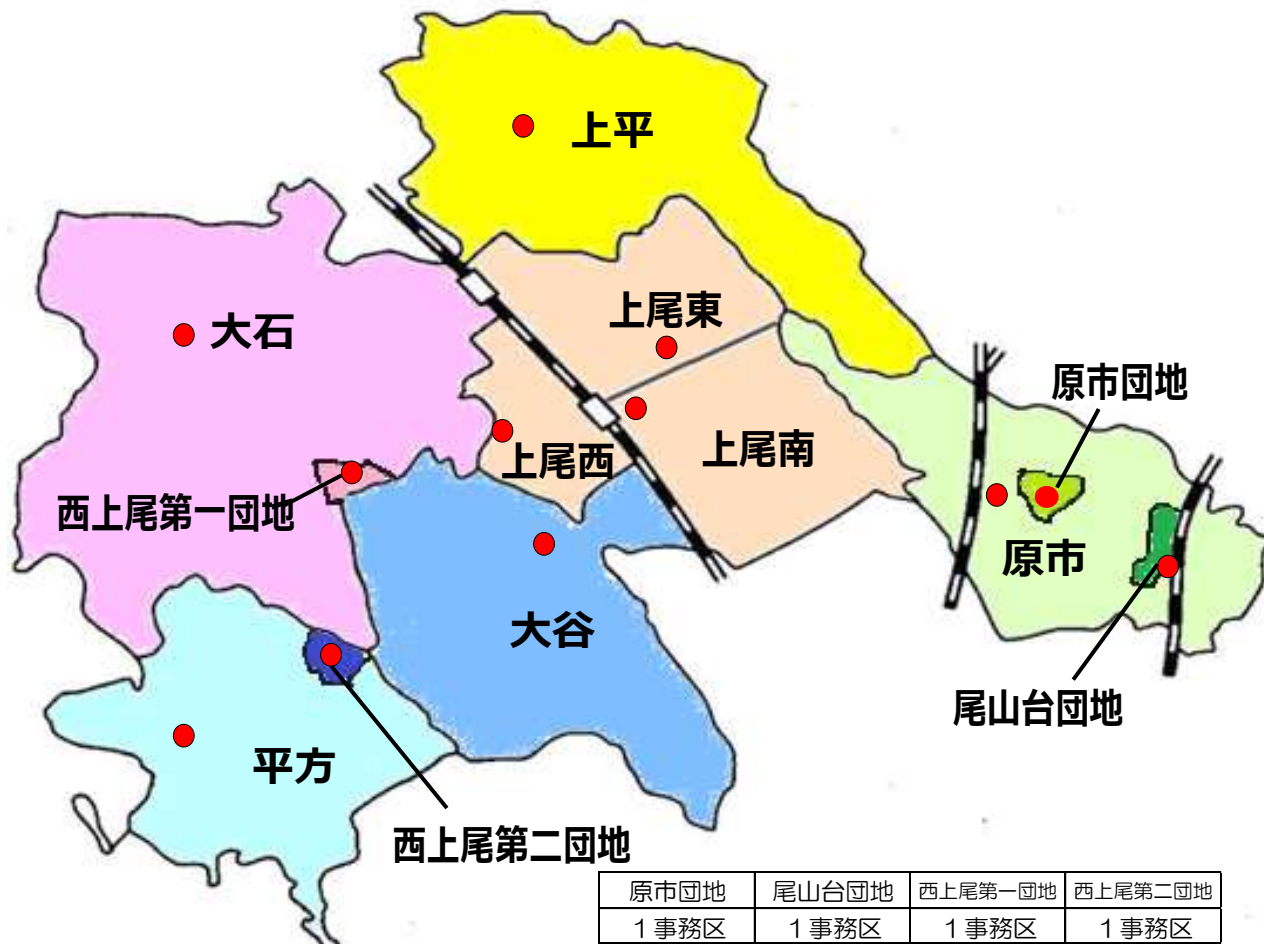 上平
上尾東
大石
原市団地
上尾西
上尾南
西上尾第一団地
原市
大谷
尾山台団地
平方
西上尾第二団地
原市団地 尾山台団地 西上尾第一団地 西上尾第二団地
１事務区 １事務区 １事務区 １事務区